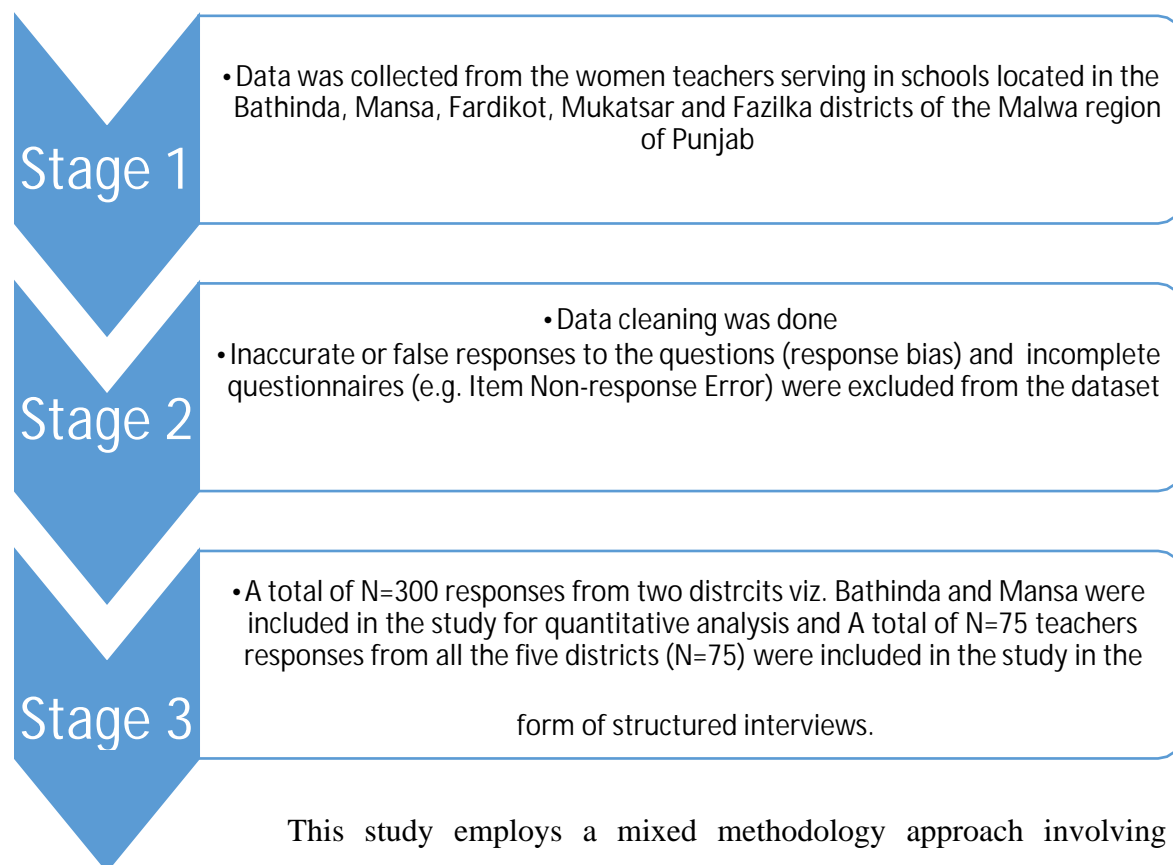 Stage 1
•Data was collected from the women teachers serving in schools located in the
Bathinda, Mansa, Fardikot, Mukatsar and Fazilka districts of the Malwa region
of Punjab
Stage 2
•Data cleaning was done
•Inaccurate or false responses to the questions (response bias) and incomplete
questionnaires (e.g. Item Non-response Error) were excluded from the dataset
Stage 3
•A total of N=300 responses from two distrcits viz. Bathinda and Mansa were
included in the study for quantitative analysis and A total of N=75 teachers
responses from all the five districts (N=75) were included in the study in the
form of structured interviews.
This study employs a mixed methodology approach involving